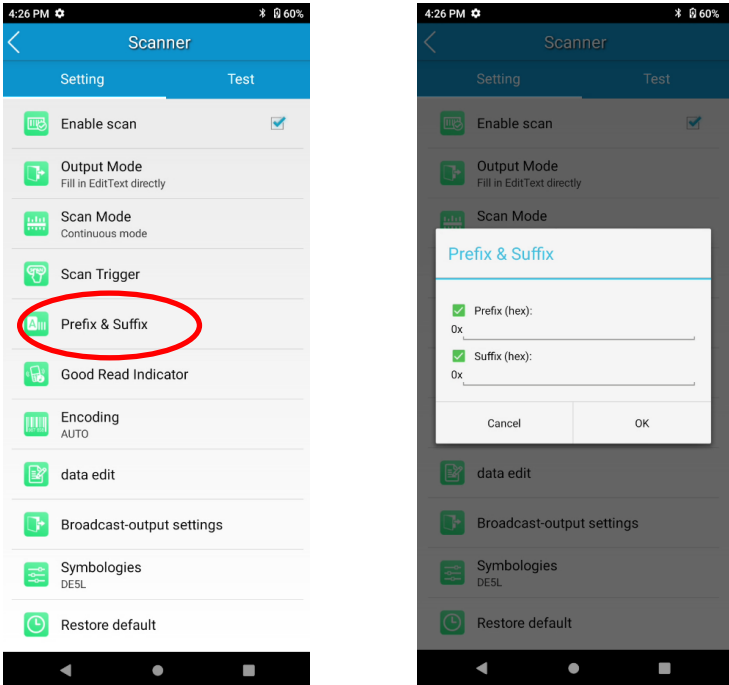 4:26 PM 60%
Scanner
Setting Test
Enable scan
Output Mode
Fill in EditText directly
Scan Mode
Continuous mode
Scan Trigger
Prefix & Suffix
Good Read Indicator
Encoding
AUTO
data edit
Broadcast-output settings
Symbologies
DE5L
Restore default
4:26 PM 60%
Scanner
Setting Test
Enable scan
Output Mode
Fill in EditText directly
Scan Mode
Prefix & Suffix
Prefix (hex):
0x
Suffix (hex):
0x
Cancel OK
data edit
Broadcast-output settings
Symbologies
DE5L
Restore default